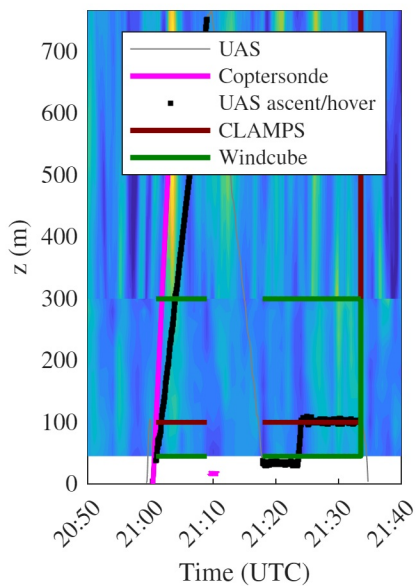 700
600
500
400
300
200
100
0
z (m)
UAS
Coptersonde
UAS ascent/hover
CLAMPS
Windcube
20:50
21:00
21:10
21:20
21:30
21:40
Time (UTC)